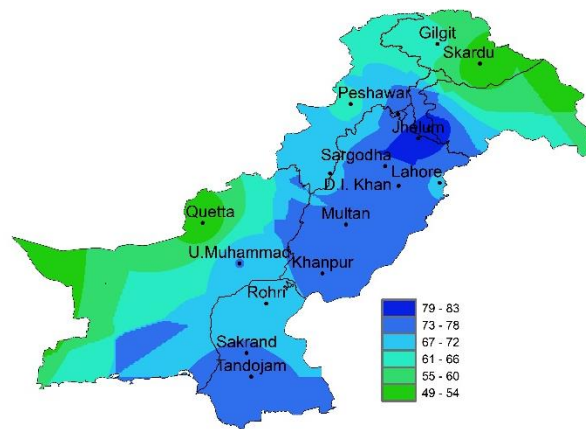 Gilgit
Skardu
Peshawar
Jhelum
Sargodha
Lahore
D.I. Khan
Quetta
Multan
U.Muhammad
Khanpur
Rohri
79 - 83
73 - 78
67 - 72
61 - 66
55 - 60
49 - 54
Sakrand
Tandojam